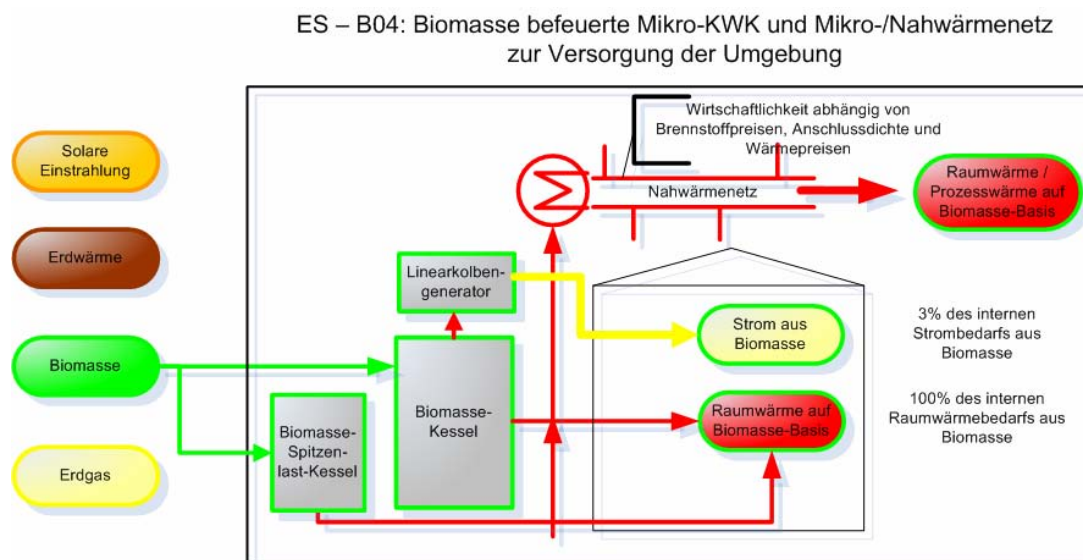 ES – B04: Biomasse befeuerte Mikro-KWK und Mikro-/Nahwärmenetz
zur Versorgung der Umgebung
Wirtschaftlichkeit abhängig von
Brennstoffpreisen, Anschlussdichte und
Wärmepreisen
Solare
Einstrahlung
Nahwärmenetz
Raumwärme /
Prozesswärme auf
Biomasse-Basis
Erdwärme
Linearkolben-
generator
Strom aus
Biomasse
3% des internen
Strombedarfs aus
Biomasse
Biomasse
Biomasse-
Kessel
Raumwärme auf
Biomasse-Basis
100% des internen
Raumwärmebedarfs aus
Biomasse
Biomasse-
Spitzen-
last-Kessel
Erdgas